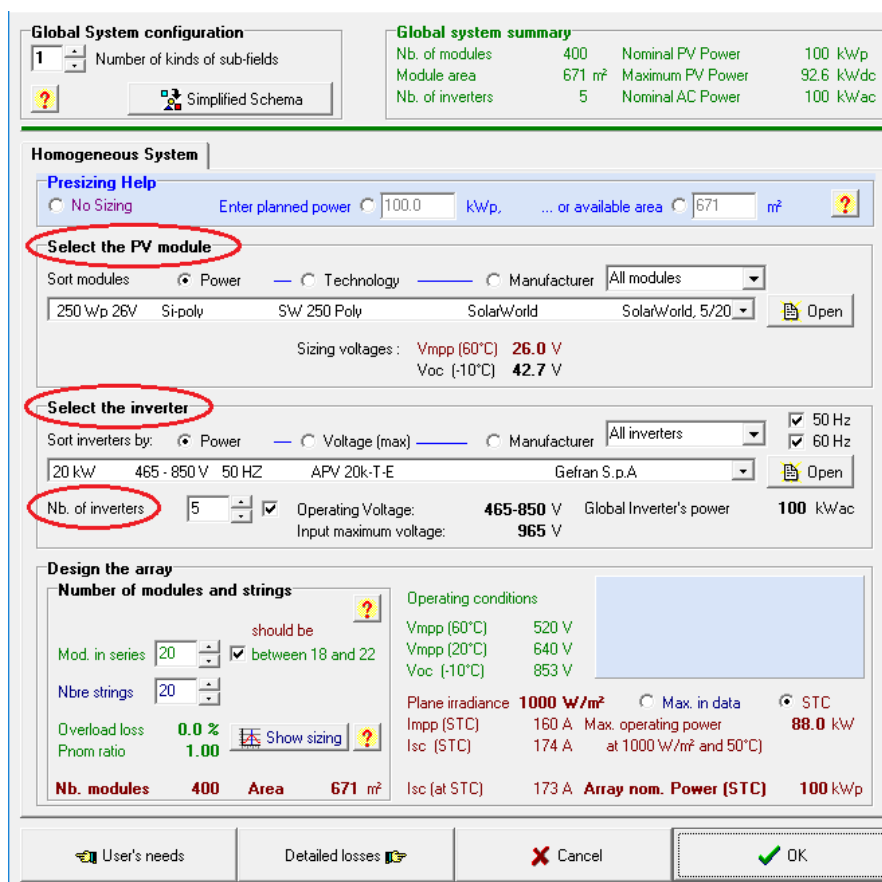 Global System configuration
1 Number of kinds of sub-fields
? Simplified Schema
Global system summary
Nb. of modules 400 Nominal PV Power 100 kWp
Module area 671 m² Maximum PV Power 92.6 kWdc
Nb. of inverters 5 Nominal AC Power 100 kWac
Homogeneous System
Presizing Help
No Sizing Enter planned power 100.0 kWp, ... or available area 671 m² ?
Select the PV module
Sort modules Power Technology Manufacturer All modules
250 Wp 26V Si-poly SW 250 Poly SolarWorld SolarWorld, 5/20 Open
Sizing voltages : Vmpp (60°C) 26.0 V
Voc (-10°C) 42.7 V
Select the inverter
50 Hz
Sort inverters by: Power Voltage (max) Manufacturer All inverters 60 Hz
20 kW 465 - 850 V 50 HZ APV 20k-T-E Gefran S.p.A Open
Nb. of inverters 5 Operating Voltage: 465-850 V Global Inverter's power 100 kWac
Input maximum voltage: 965 V
Design the array
Number of modules and strings
?
should be
Mod. in series 20 between 18 and 22
Nbre strings 20
Overload loss 0.0 %
Pnom ratio 1.00
Show sizing ?
Nb. modules 400 Area 671 m²
Operating conditions
Vmpp (60°C) 520 V
Vmpp (20°C) 640 V
Voc (-10°C) 853 V
Plane irradiance 1000 W/m² Max. in data STC
Impp (STC) 160 A Max. operating power 88.0 kW
Isc (STC) 174 A at 1000 W/m² and 50°C)
Isc (at STC) 173 A Array nom. Power (STC) 100 kWp
User's needs Detailed losses Cancel OK